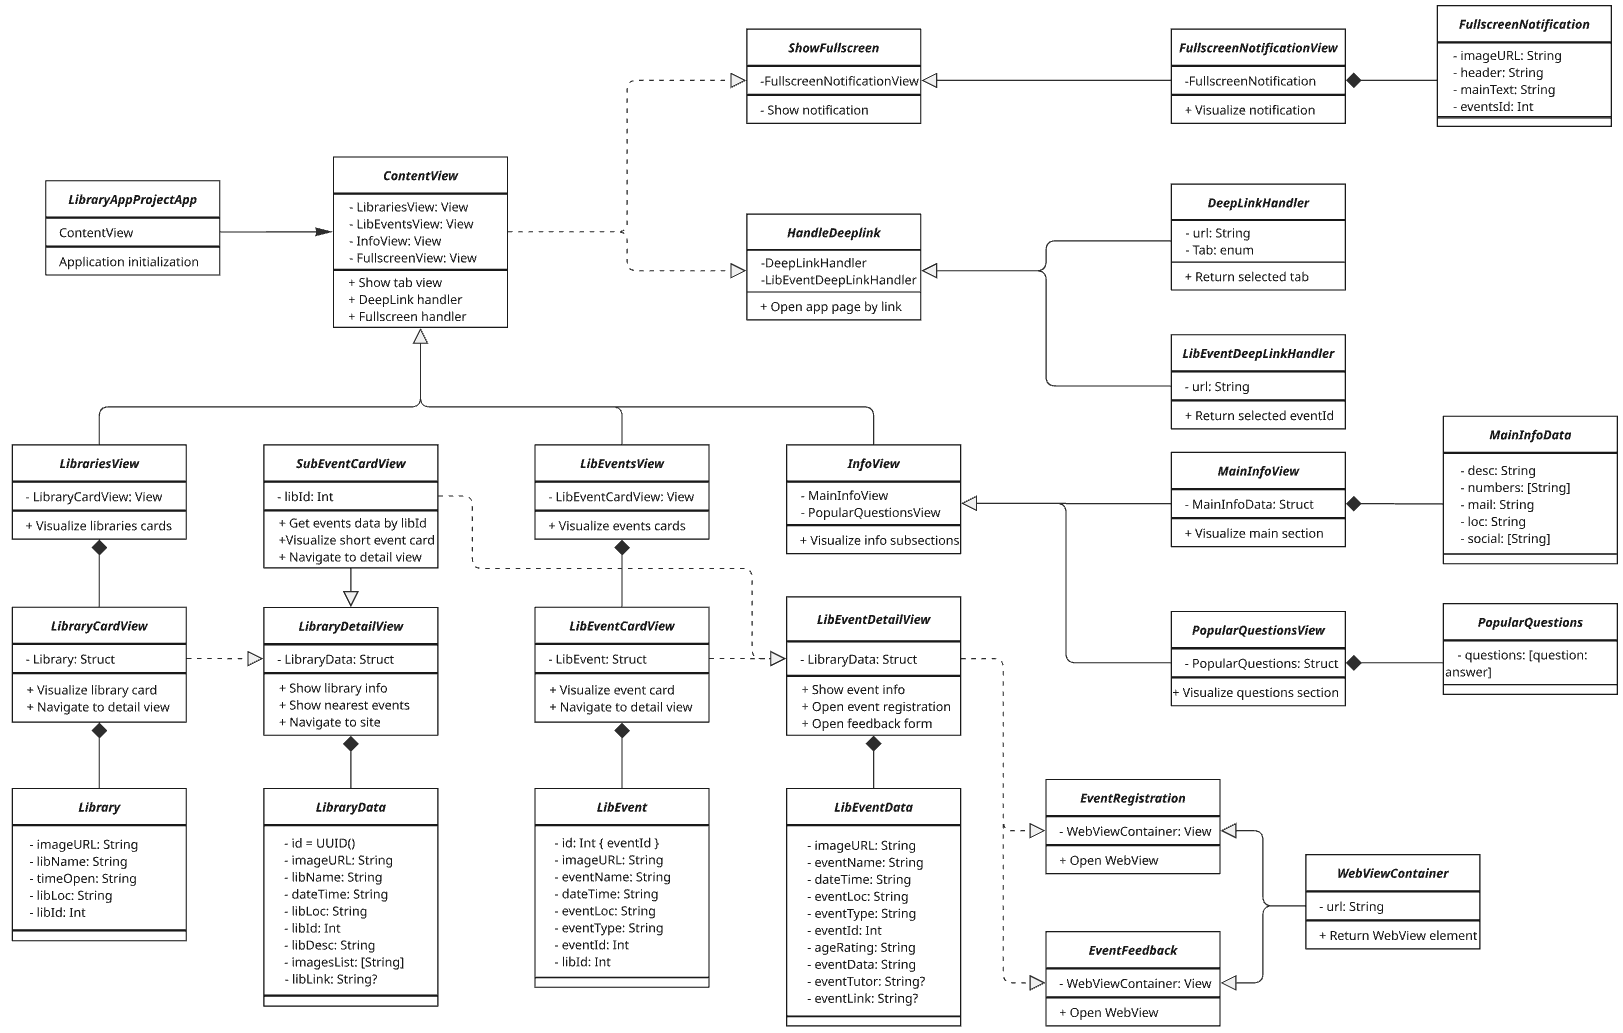 ShowFullscreen
-FullscreenNotificationView
- Show notification
FullscreenNotificationView
-FullscreenNotification
+ Visualize notification
FullscreenNotification
- imageURL: String
- header: String
- mainText: String
- eventsId: Int
LibraryAppProjectApp
ContentView
Application initialization
ContentView
- LibrariesView: View
- LibEventsView: View
- InfoView: View
- FullscreenView: View
+ Show tab view
+ DeepLink handler
+ Fullscreen handler
HandleDeeplink
-DeepLinkHandler
-LibEventDeepLinkHandler
+ Open app page by link
DeepLinkHandler
- url: String
- Tab: enum
+ Return selected tab
LibEventDeepLinkHandler
- url: String
+ Return selected eventId
LibrariesView
- LibraryCardView: View
+ Visualize libraries cards
SubEventCardView
- libId: Int
+ Get events data by libId
+Visualize short event card
+ Navigate to detail view
LibEventsView
- LibEventCardView: View
+ Visualize events cards
InfoView
- MainInfoView
- PopularQuestionsView
+ Visualize info subsections
MainInfoView
- MainInfoData: Struct
+ Visualize main section
MainInfoData
- desc: String
- numbers: [String]
- mail: String
- loc: String
- social: [String]
LibraryCardView
- Library: Struct
+ Visualize library card
+ Navigate to detail view
LibraryDetailView
- LibraryData: Struct
+ Show library info
+ Show nearest events
+ Navigate to site
LibEventCardView
- LibEvent: Struct
+ Visualize event card
+ Navigate to detail view
LibEventDetailView
- LibraryData: Struct
+ Show event info
+ Open event registration
+ Open feedback form
PopularQuestionsView
- PopularQuestions: Struct
+ Visualize questions section
PopularQuestions
- questions: [question:
answer]
Library
- imageURL: String
- libName: String
- timeOpen: String
- libLoc: String
- libId: Int
LibraryData
- id = UUID()
- imageURL: String
- libName: String
- dateTime: String
- libLoc: String
- libId: Int
- libDesc: String
- imagesList: [String]
- libLink: String?
LibEvent
- id: Int { eventId }
- imageURL: String
- eventName: String
- dateTime: String
- eventLoc: String
- eventType: String
- eventId: Int
- libId: Int
LibEventData
- imageURL: String
- eventName: String
- dateTime: String
- eventLoc: String
- eventType: String
- eventId: Int
- ageRating: String
- eventData: String
- eventTutor: String?
- eventLink: String?
EventRegistration
- WebViewContainer: View
+ Open WebView
WebViewContainer
- url: String
+ Return WebView element
EventFeedback
- WebViewContainer: View
+ Open WebView